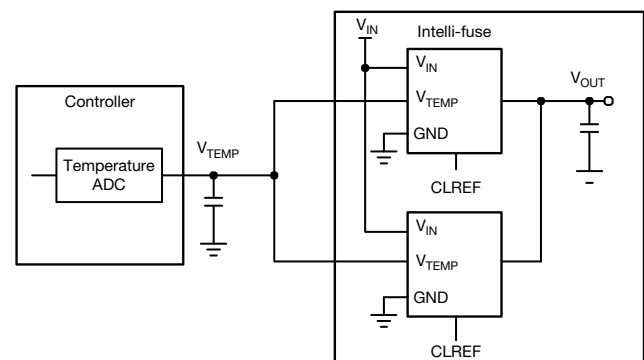 V_IN
Intelli-fuse
V_IN
V_TEMP
GND
CLREF
V_OUT
Controller
Temperature
ADC
V_TEMP
V_IN
V_TEMP
GND
CLREF